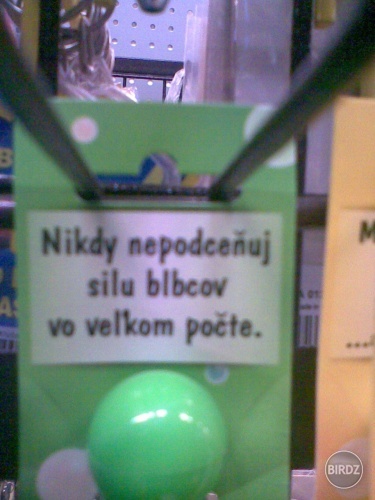 Nikdy nepodceňuj
silu blbcov
vo veľkom počte.
M
...
BIRDZ